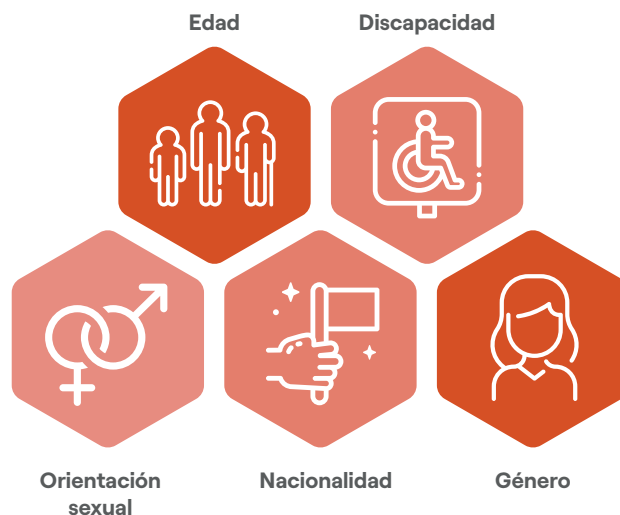 Edad
Discapacidad
Orientación
sexual
Nacionalidad
Género